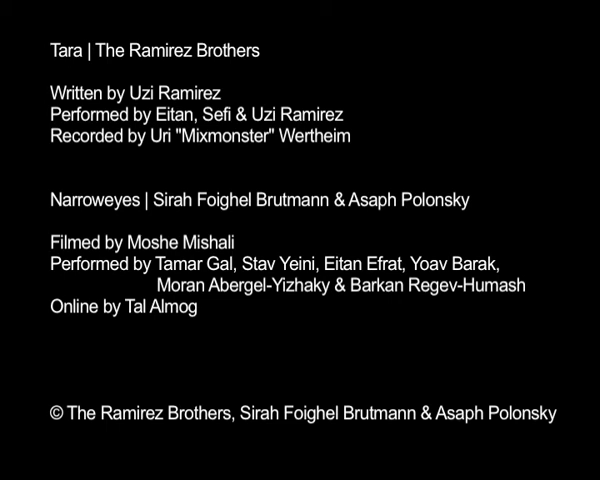 Tara | The Ramirez Brothers
Written by Uzi Ramirez
Performed by Eitan, Sefi & Uzi Ramirez
Recorded by Uri "Mixmonster" Wertheim
Narroweyes | Sirah Foighel Brutmann & Asaph Polonsky
Filmed by Moshe Mishali
Performed by Tamar Gal, Stav Yeini, Eitan Efrat, Yoav Barak,
Moran Abergel-Yizhaky & Barkan Regev-Humash
Online by Tal Almog
© The Ramirez Brothers, Sirah Foighel Brutmann & Asaph Polonsky